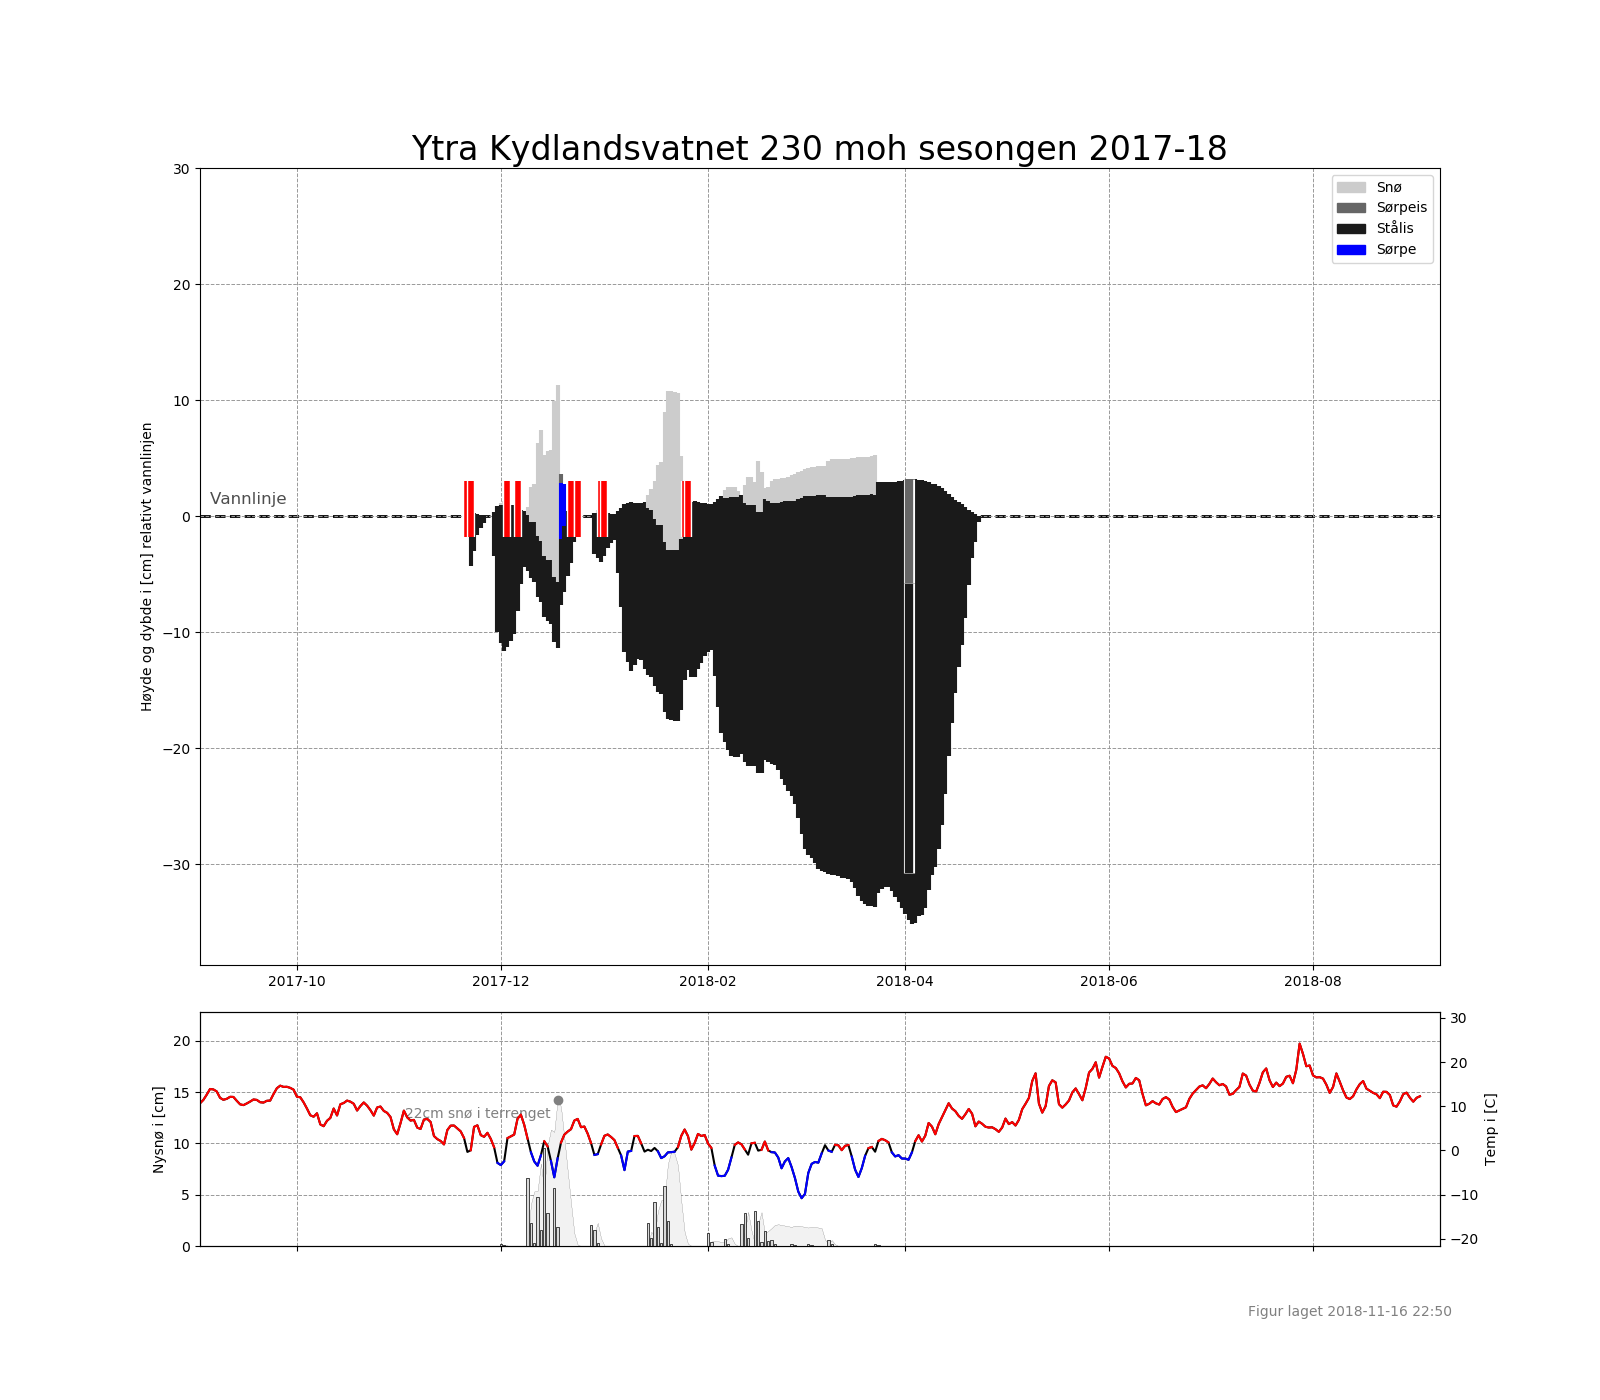 Ytra Kydlandsvatnet 230 moh sesongen 2017-18
30
20
10
0
−10
−20
−30
Høyde og dybde i [cm] relativt vannlinjen
Vannlinje
Snø
Sørpeis
Stålis
Sørpe
2017-10
2017-12
2018-02
2018-04
2018-06
2018-08
20
15
10
5
0
Nysnø i [cm]
22cm snø i terrenget
30
20
10
0
−10
−20
Temp i [C]
Figur laget 2018-11-16 22:50